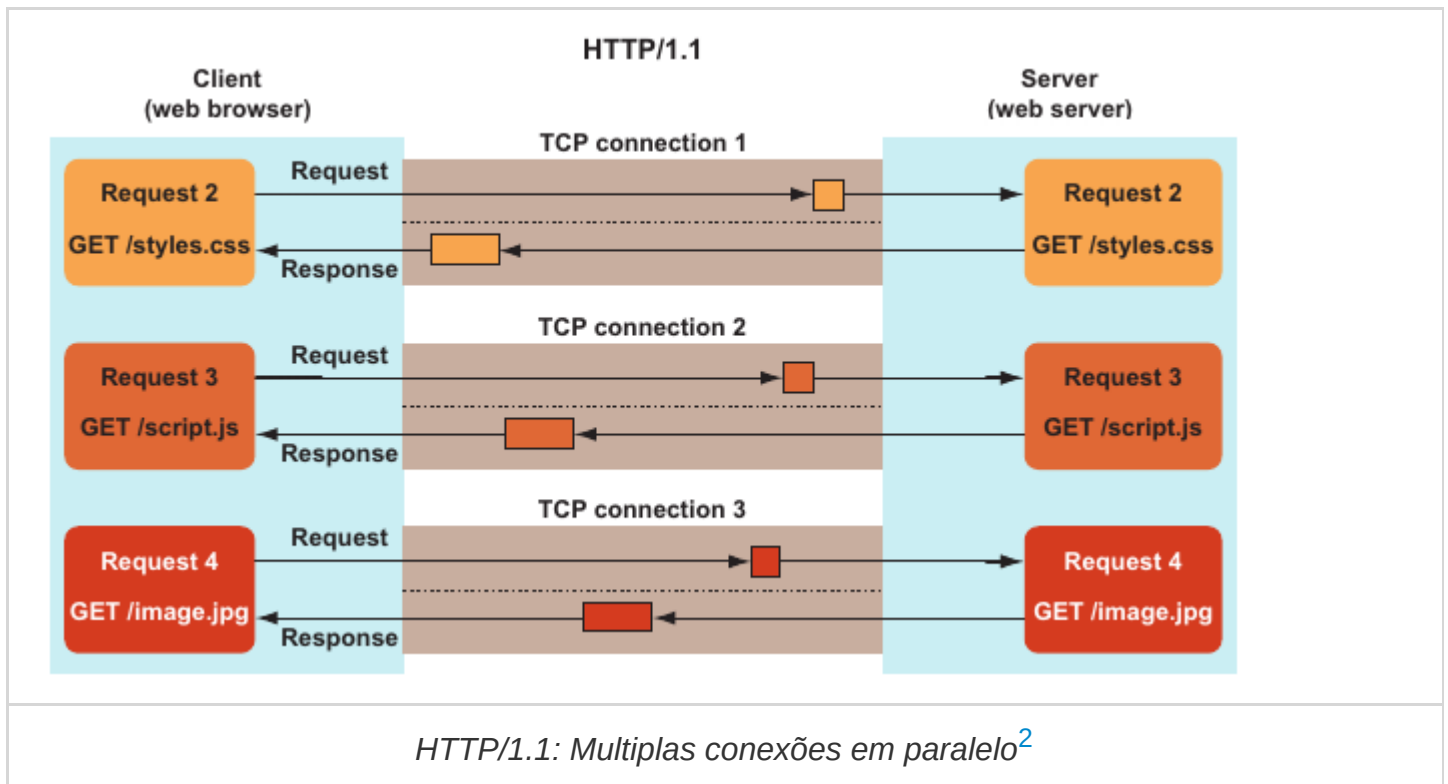 HTTP/1.1
Client
(web browser)
Server
(web server)
TCP connection 1
Request 2
GET /styles.css
Request
Response
Request 2
GET /styles.css
TCP connection 2
Request 3
GET /script.js
Request
Response
Request 3
GET /script.js
TCP connection 3
Request 4
GET /image.jpg
Request
Response
Request 4
GET /image.jpg
HTTP/1.1: Multiplas conexões em paralelo2